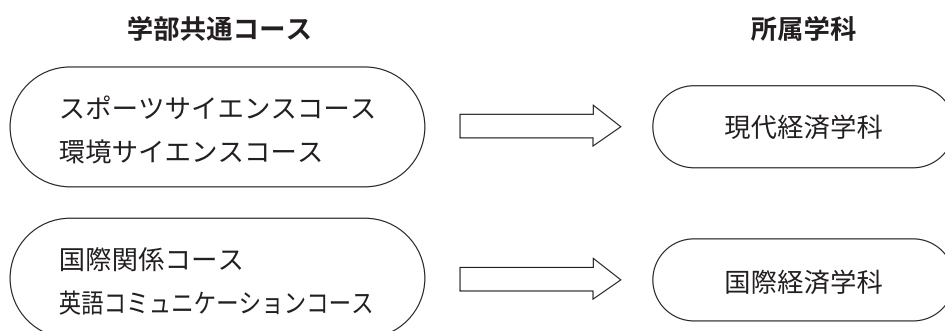 学部共通コース
所属学科
スポーツサイエンスコース
環境サイエンスコース
現代経済学科
国際関係コース
英語コミュニケーションコース
国際経済学科